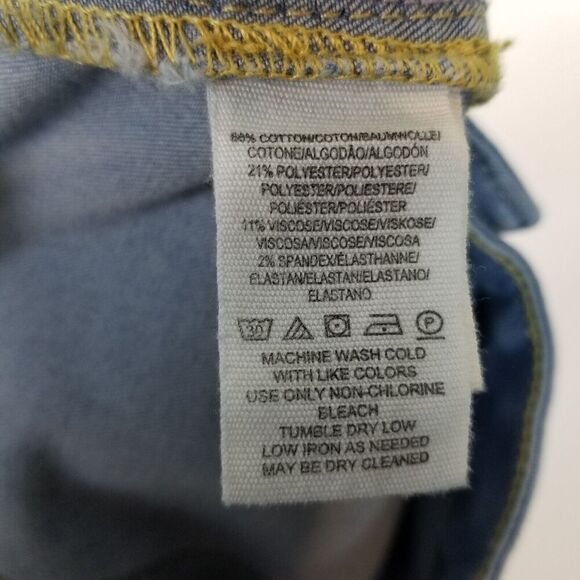 66% COTTON/COTON/BAUMWOLLE/
COTONE/ALGODÃO/ALGODÓN
21% POLYESTER/POLYESTER/
POLYESTER/POLIESTERE/
POLIÉSTER/POLIÉSTER
11% VISCOSE/VISCOSE/VISKOSE/
VISCOSA/VISCOSE/VISCOSA
2% SPANDEX/ÉLASTHANNE/
ELASTAN/ELASTAN/ELASTANO/
ELASTANO
30 P
MACHINE WASH COLD
WITH LIKE COLORS
USE ONLY NON-CHLORINE
BLEACH
TUMBLE DRY LOW
LOW IRON AS NEEDED
MAY BE DRY CLEANED